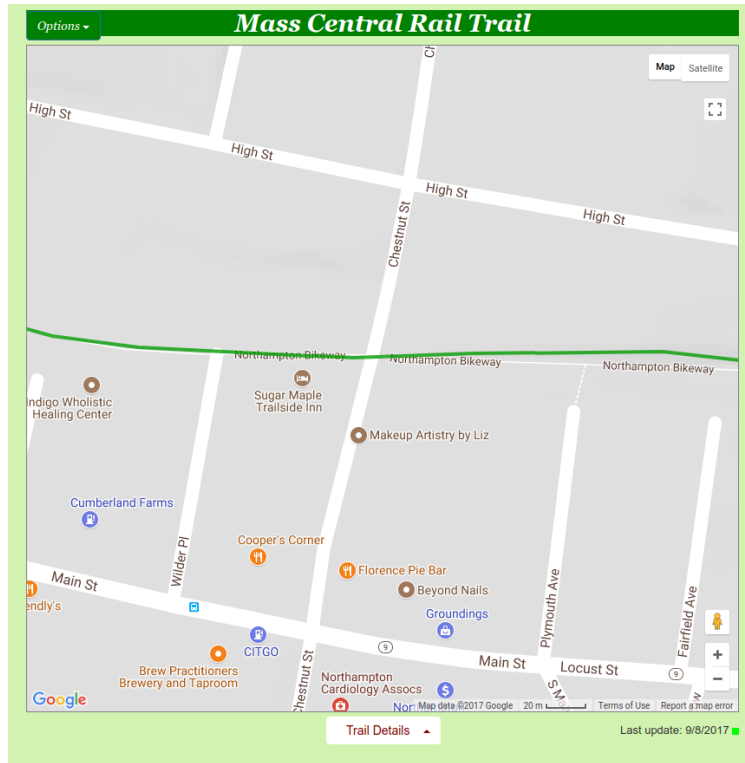 Options
Mass Central Rail Trail
Ch
Map
Satellite
High St
High St
High St
High St
Chestnut St
Northampton Bikeway
Northampton Bikeway
Northampton Bikeway
Sugar Maple
Trailside Inn
Indigo Wholistic
Healing Center
Makeup Artistry by Liz
Cumberland Farms
Cooper's Corner
Wilder Pl
Florence Pie Bar
Main St
Beyond Nails
endly's
Groundings
Plymouth Ave
Fairfield Ave
CITGO
9
Main St
Locust St
9
Brew Practitioners
Brewery and Taproom
Chestnut St
Northampton
Cardiology Assocs
S Ma
Nor
Google
Map data ©2017 Google
20 m
Terms of Use
Report a map error
Trail Details
Last update: 9/8/2017